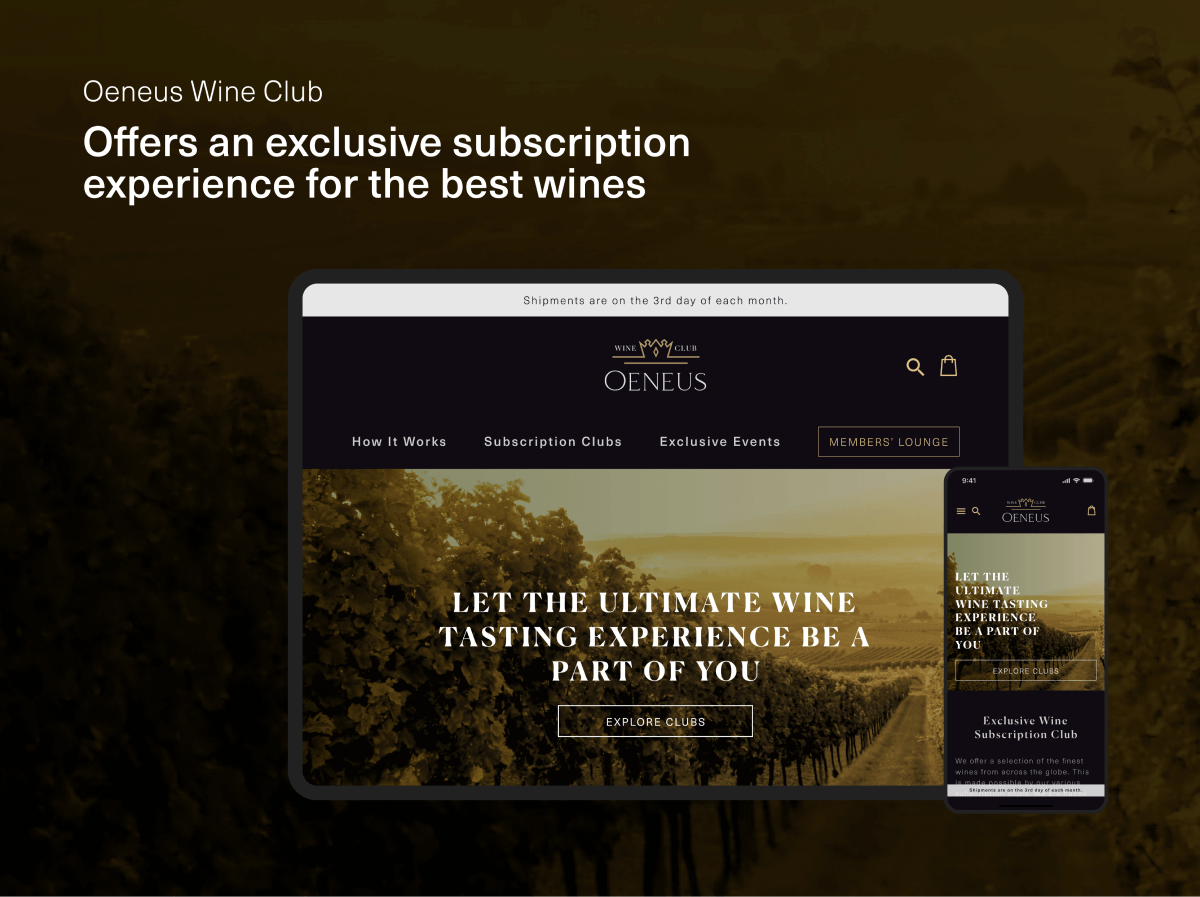 Oeneus Wine Club
Offers an exclusive subscription
experience for the best wines
Shipments are on the 3rd day of each month.
WINE CLUB
OENEUS
How It Works
Subscription Clubs
Exclusive Events
MEMBERS' LOUNGE
LET THE ULTIMATE WINE
TASTING EXPERIENCE BE A
PART OF YOU
EXPLORE CLUBS
9:41
WINE CLUB
OENEUS
LET THE
ULTIMATE
WINE TASTING
EXPERIENCE
BE A PART OF
YOU
EXPLORE CLUBS
Exclusive Wine
Subscription Club
We offer a selection of the finest
wines from across the globe. This
is made possible by our various
Shipments are on the 3rd day of each month.